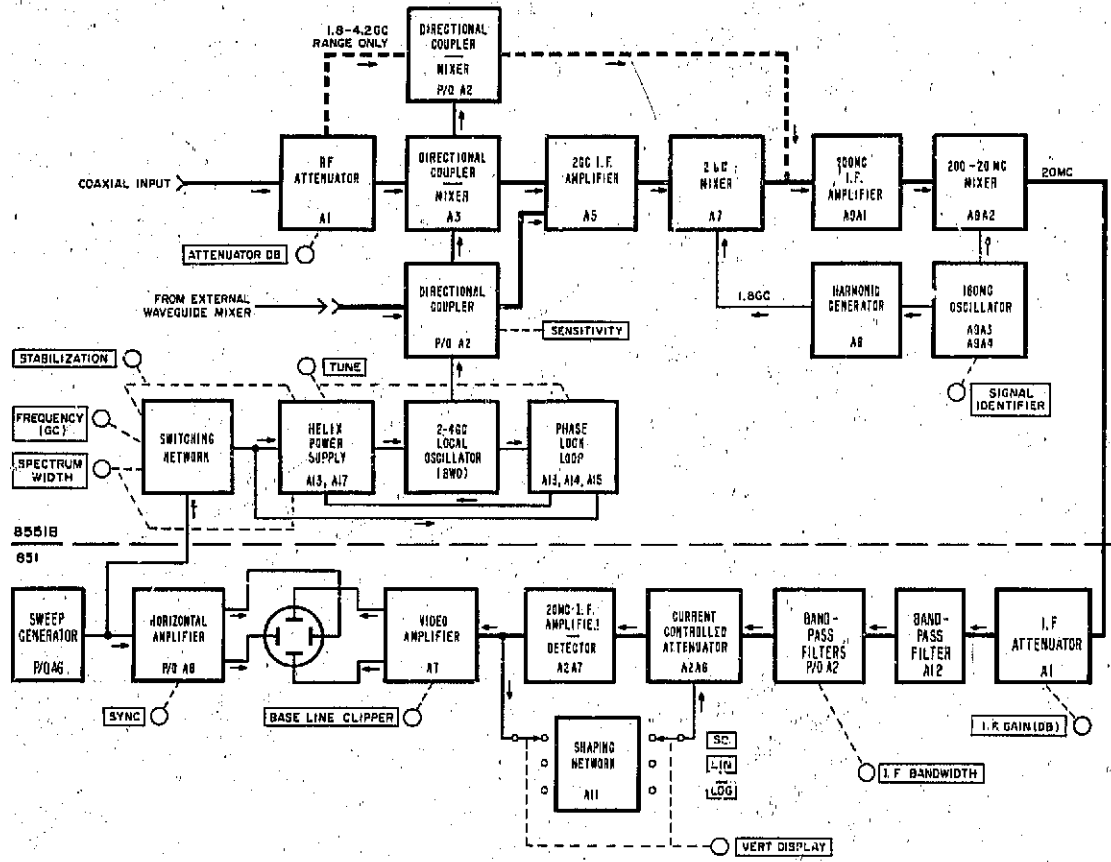 1.8-4.2GC
RANGE ONLY
DIRECTIONAL
COUPLER
MIXER
P/O A2
COAXIAL INPUT
RF
ATTENUATOR
A1
DIRECTIONAL
COUPLER
MIXER
A3
2GC I.F.
AMPLIFIER
A5
2 GC
MIXER
A7
200MC
I.F.
AMPLIFIER
A9A1
200-20 MC
MIXER
A9A2
20MC
ATTENUATOR DB
FROM EXTERNAL
WAVEGUIDE MIXER
DIRECTIONAL
COUPLER
P/O A2
SENSITIVITY
1.8GC
HARMONIC
GENERATOR
A8
180MC
OSCILLATOR
A9A3
A9A4
SIGNAL
IDENTIFIER
STABILIZATION
TUNE
FREQUENCY
(GC)
SPECTRUM
WIDTH
SWITCHING
NETWORK
HELIX
POWER
SUPPLY
A13, A17
2-4GC
LOCAL
OSCILLATOR
(BWO)
PHASE
LOCK
LOOP
A13, A14, A15
8551B
851
SWEEP
GENERATOR
P/O A6
HORIZONTAL
AMPLIFIER
P/O A8
VIDEO
AMPLIFIER
A7
20MC I.F.
AMPLIFIE!
DETECTOR
A2A7
CURRENT
CONTROLLED
ATTENUATOR
A2A6
BAND-
PASS
FILTERS
P/O A2
BAND-
PASS
FILTER
A12
I.F
ATTENUATOR
A1
SYNC
BASE LINE CLIPPER
SHAPING
NETWORK
A11
SQ.
LIN
LOG
I.F BANDWIDTH
I.F. GAIN(DB)
VERT DISPLAY